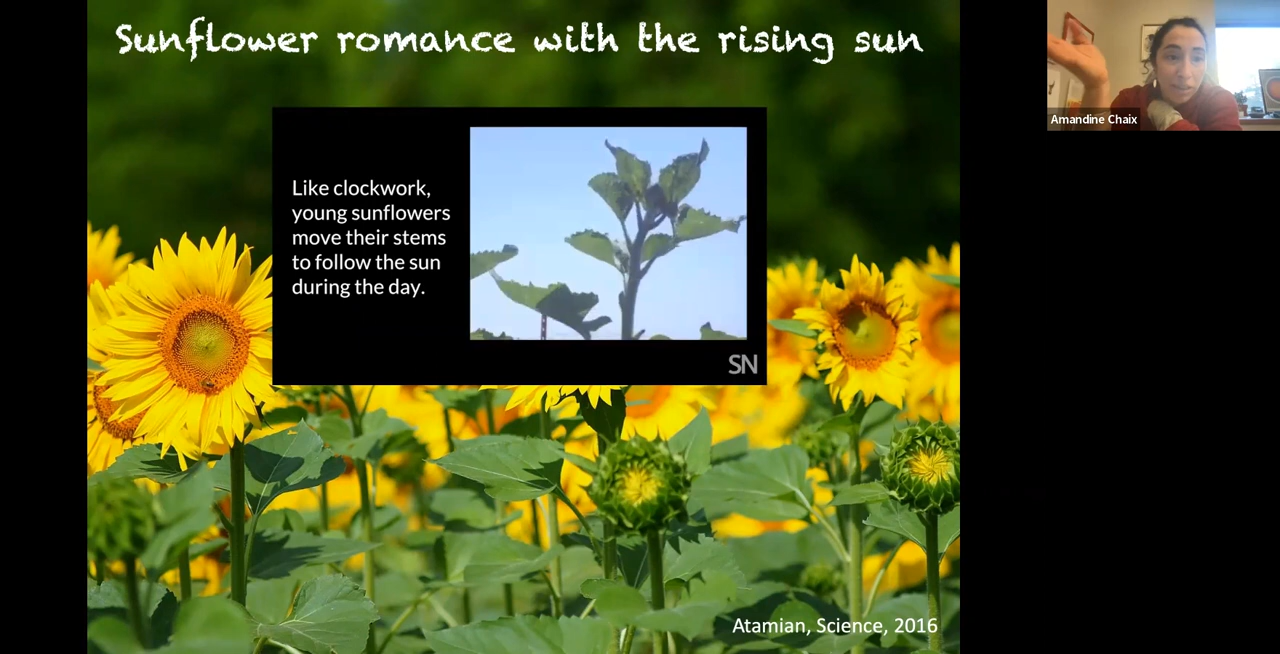 Sunflower romance with the rising sun
Like clockwork,
young sunflowers
move their stems
to follow the sun
during the day.
SN
Atamian, Science, 2016
Amandine Chaix